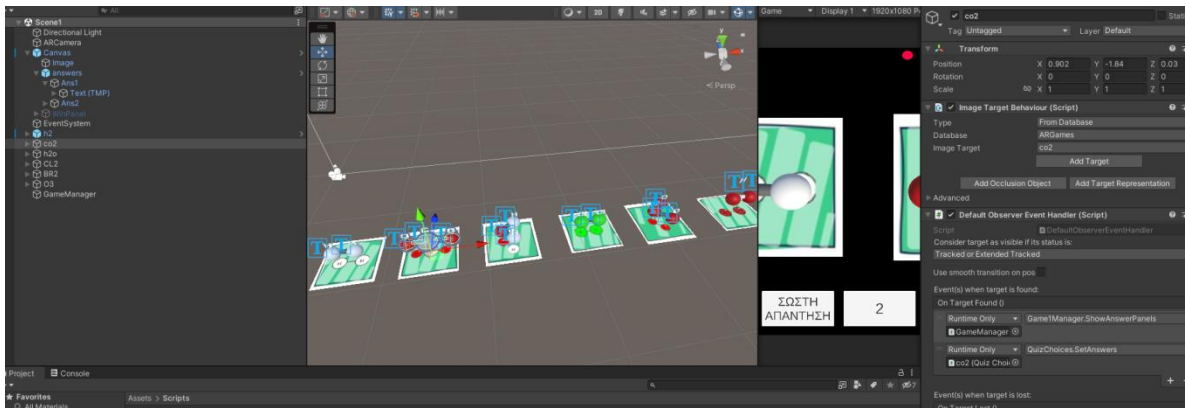 All
Scene1
Directional Light
ARCamera
Canvas
Image
answers
Ans1
Text (TMP)
Ans2
WinPanel
EventSystem
h2
co2
h2o
CL2
BR2
O3
GameManager
2D
y
Persp
Game
Display 1
1920x1080
ΣΩΣΤΗ
ΑΠΑΝΤΗΣΗ
2
co2
Tag Untagged
Layer Default
Transform
Position X 0.902 Y -1.84 Z 0.03
Rotation X 0 Y 0 Z 0
Scale X 1 Y 1 Z 1
Image Target Behaviour (Script)
Type From Database
Database ARGames
Image Target co2
Add Target
Add Occlusion Object Add Target Representation
Advanced
Default Observer Event Handler (Script)
Script DefaultObserverEventHandler
Consider target as visible if its status is:
Tracked or Extended Tracked
Use smooth transition on pos
Event(s) when target is found:
On Target Found ()
Runtime Only Game1Manager.ShowAnswerPanels
GameManager
Runtime Only QuizChoices.SetAnswers
co2 (Quiz Choi
Event(s) when target is lost:
On Target Lost ()
Project Console
Favorites
All Materials
Assets > Scripts